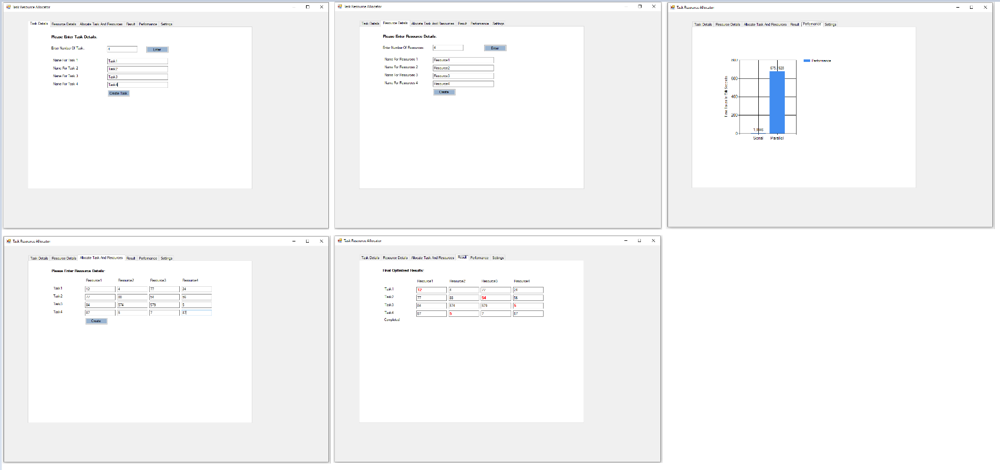 Task Resource Allocator
Task Details Resource Details Allocate Task And Resources Result Performance Settings
Please Enter Task Details:
Enter Number Of Task: 4 Enter
Name For Task 1 Task1
Name For Task 2 Task2
Name For Task 3 Task3
Name For Task 4 Task4
Create Task
Task Resource Allocator
Task Details Resource Details Allocate Task And Resources Result Performance Settings
Please Enter Resource Details:
Enter Number Of Resources: 4 Enter
Name For Resources 1 Resource1
Name For Resources 2 Resource2
Name For Resources 3 Resource3
Name For Resources 4 Resource4
Create
Task Resource Allocator
Task Details Resource Details Allocate Task And Resources Result Performance Settings
Performance
Time Taken In Milli Seconds
800
600
400
200
0
Serial Parallel
Task Resource Allocator
Task Details Resource Details Allocate Task And Resources Result Performance Settings
Please Enter Resource Details:
Resource1 Resource2 Resource3 Resource4
Task1 12 4 77 24
Task2 77 88 54 56
Task3 84 574 579 5
Task4 87 5 7 87
Create
Task Resource Allocator
Task Details Resource Details Allocate Task And Resources Result Performance Settings
Final Optimized Results:
Resource1 Resource2 Resource3 Resource4
Task1 12 4 77 24
Task2 77 88 54 56
Task3 84 574 579 5
Task4 87 5 7 87
Completed